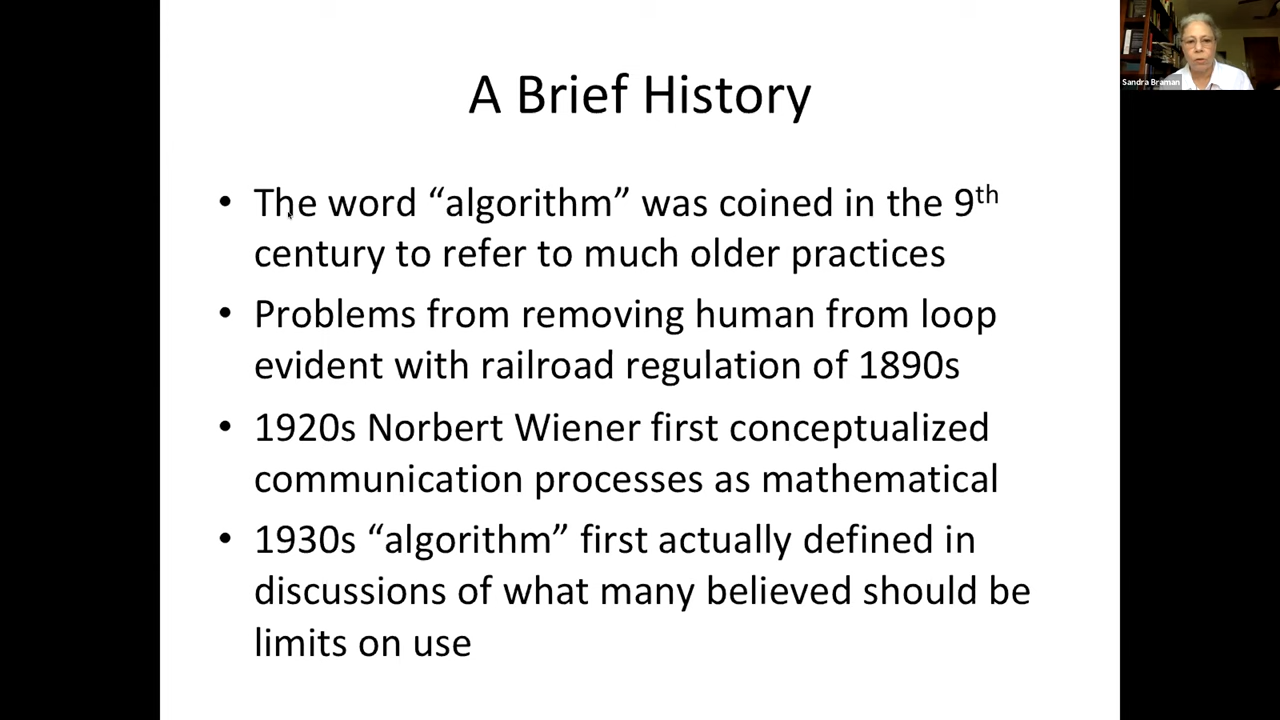 A Brief History
• The word “algorithm” was coined in the 9th
century to refer to much older practices
• Problems from removing human from loop
evident with railroad regulation of 1890s
• 1920s Norbert Wiener first conceptualized
communication processes as mathematical
• 1930s “algorithm” first actually defined in
discussions of what many believed should be
limits on use
Sandra Braman